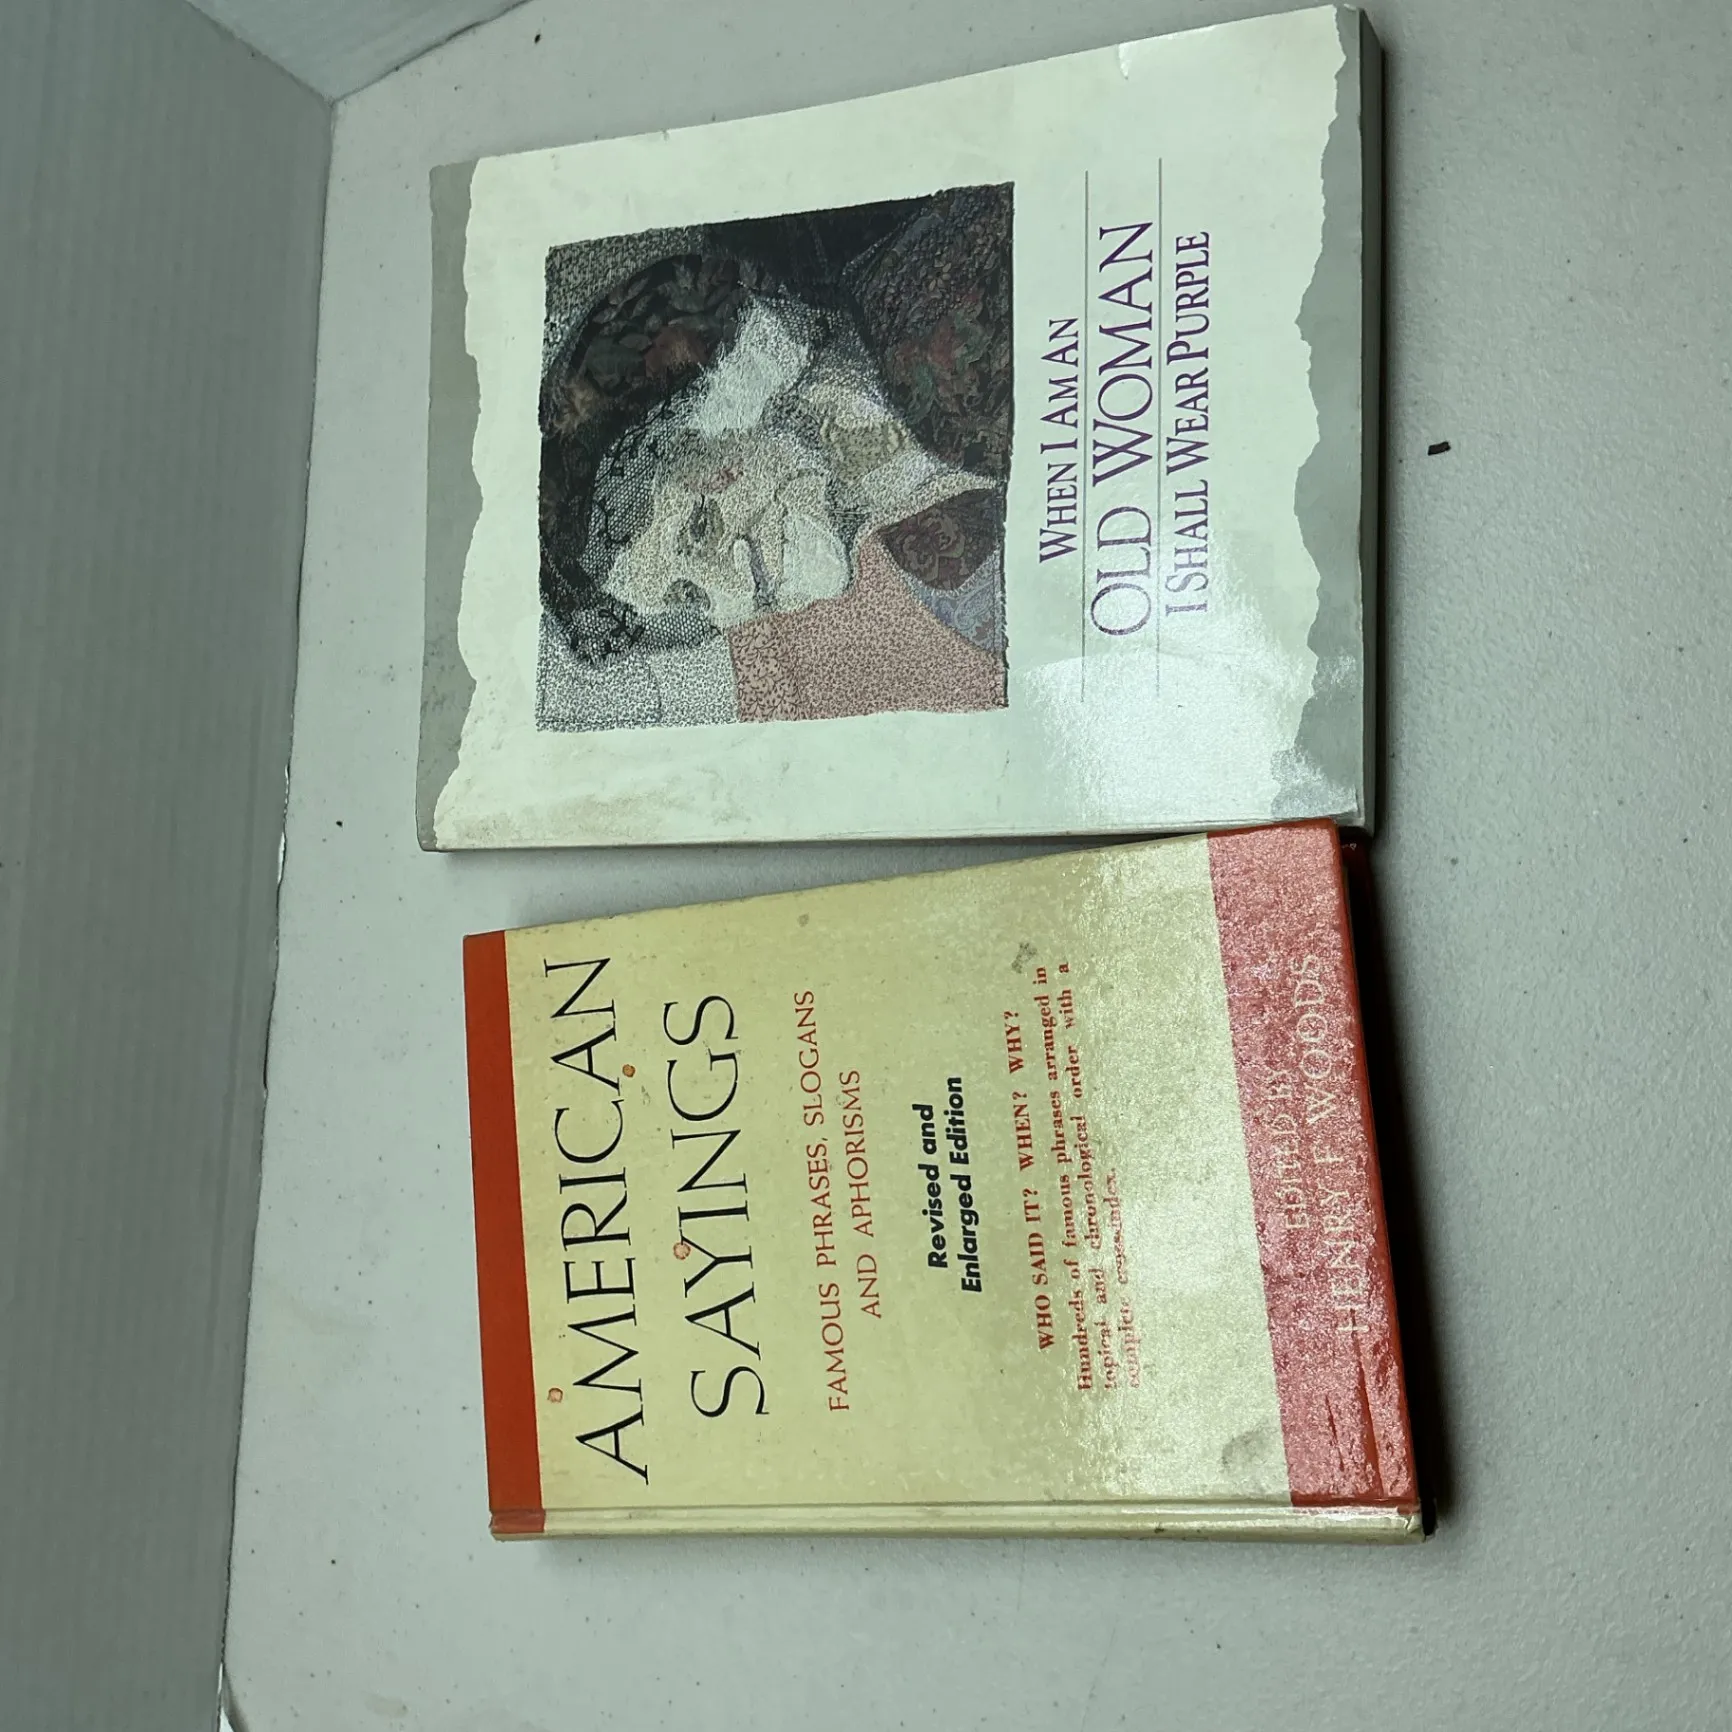 WHEN I AM AN
OLD WOMAN
I SHALL WEAR PURPLE
AMERICAN
SAYINGS
FAMOUS PHRASES, SLOGANS
AND APHORISMS
Revised and
Enlarged Edition
WHO SAID IT? WHEN? WHY?
Hundreds of famous phrases arranged in
topical and chronological order with a
complete cross-index.
EDITED BY
HENRY F. WOODS